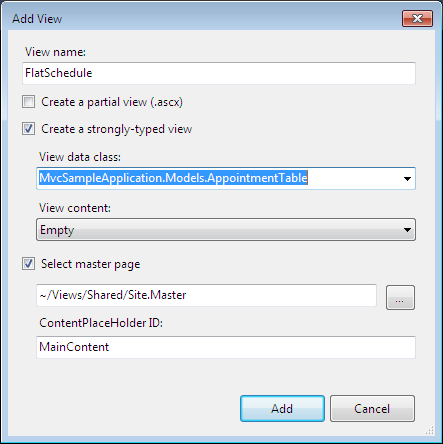 Add View
View name:
FlatSchedule
Create a partial view (.ascx)
Create a strongly-typed view
View data class:
MvcSampleApplication.Models.AppointmentTable
View content:
Empty
Select master page
~/Views/Shared/Site.Master
...
ContentPlaceHolder ID:
MainContent
Add
Cancel